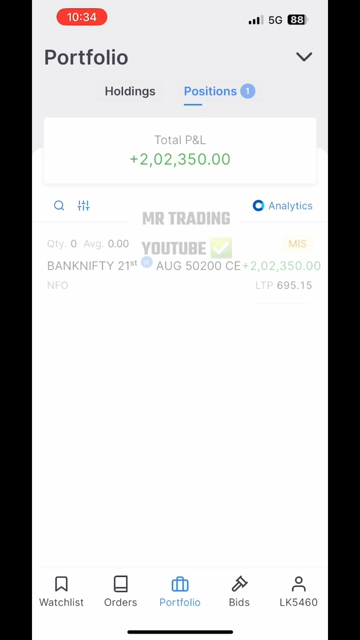 10:34
5G 88
Portfolio
Holdings Positions 1
Total P&L
+2,02,350.00
Analytics
MR TRADING
YOUTUBE ✅
Qty. 0 Avg. 0.00 MIS
BANKNIFTY 21st w AUG 50200 CE +2,02,350.00
NFO LTP 695.15
Watchlist Orders Portfolio Bids LK5460